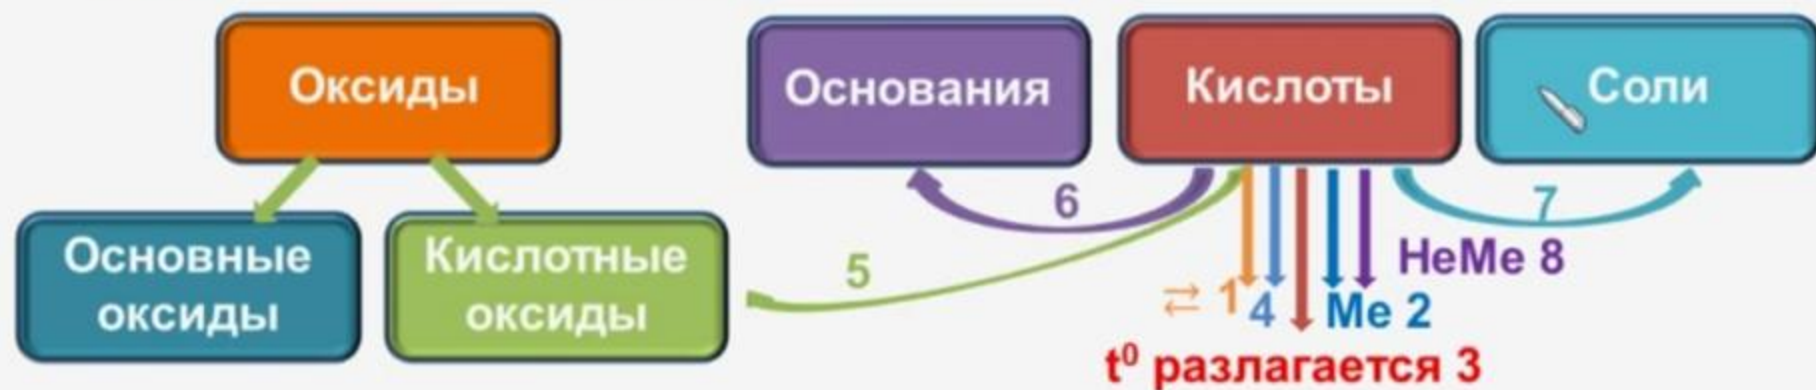 Оксиды
Основания
Кислоты
Соли
Основные
оксиды
Кислотные
оксиды
5
6
7
НеМе 8
⇄ 1
4
Ме 2
t⁰ разлагается 3